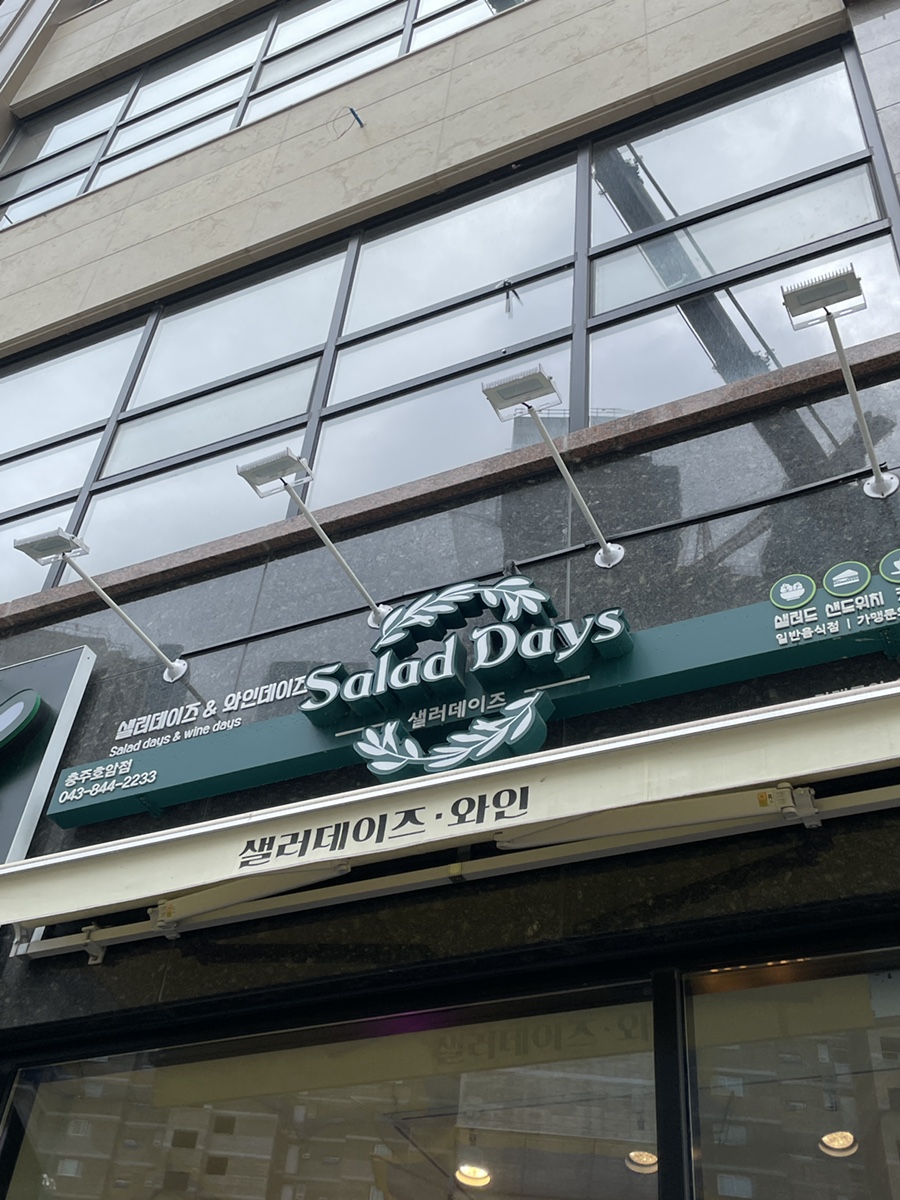 Salad Days
샐러데이즈
샐러데이즈 & 와인데이즈
Salad days & wine days
충주호암점
043-844-2233
샐러드 샌드위치
일반음식점 | 가맹문
샐러데이즈·와인